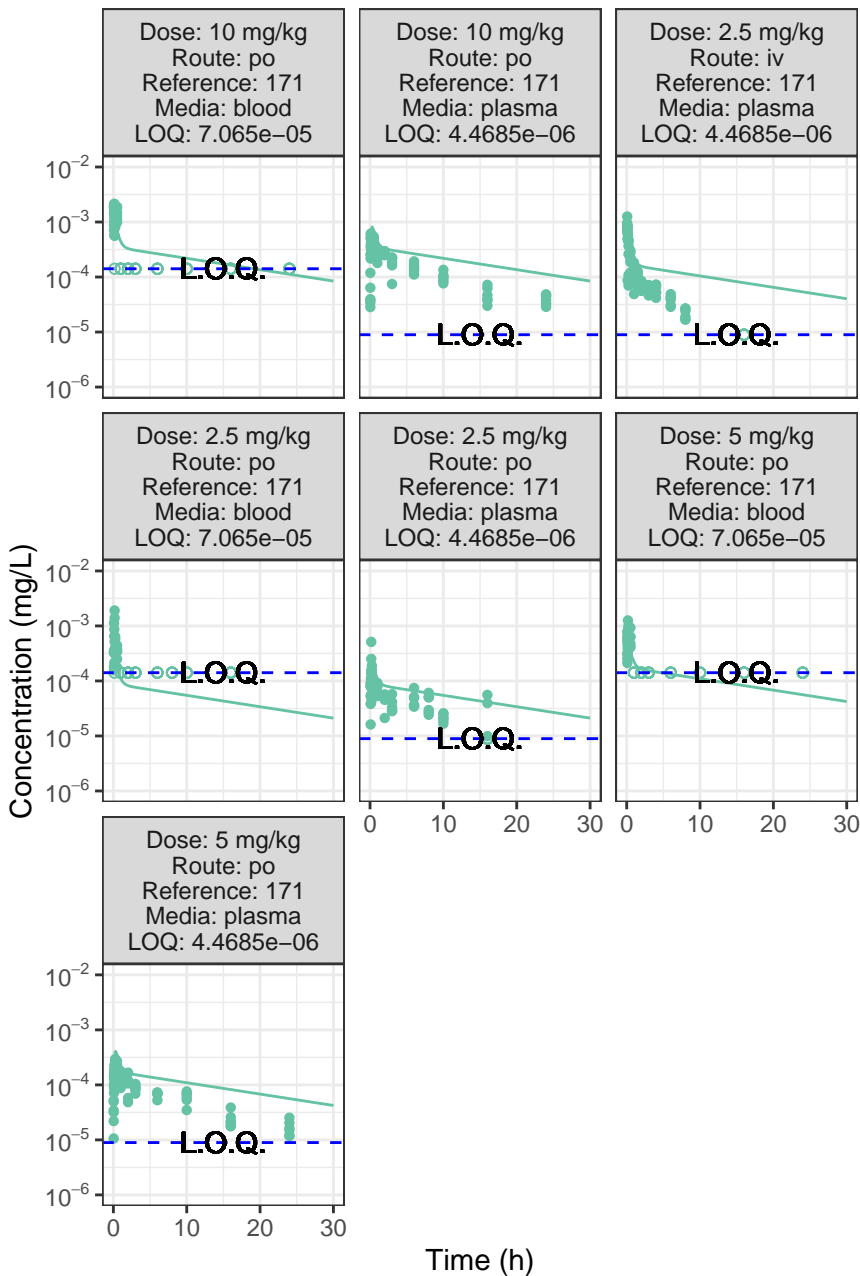 Dose: 10 mg/kg
Route: po
Reference: 171
Media: blood
LOQ: 7.065e−05
Dose: 10 mg/kg
Route: po
Reference: 171
Media: plasma
LOQ: 4.4685e−06
Dose: 2.5 mg/kg
Route: iv
Reference: 171
Media: plasma
LOQ: 4.4685e−06
10⁻²
10⁻³
10⁻⁴
10⁻⁵
10⁻⁶
L.O.Q.
L.O.Q.
L.O.Q.
Dose: 2.5 mg/kg
Route: po
Reference: 171
Media: blood
LOQ: 7.065e−05
Dose: 2.5 mg/kg
Route: po
Reference: 171
Media: plasma
LOQ: 4.4685e−06
Dose: 5 mg/kg
Route: po
Reference: 171
Media: blood
LOQ: 7.065e−05
Concentration (mg/L)
10⁻²
10⁻³
10⁻⁴
10⁻⁵
10⁻⁶
L.O.Q.
L.O.Q.
L.O.Q.
0 10 20 30
0 10 20 30
Dose: 5 mg/kg
Route: po
Reference: 171
Media: plasma
LOQ: 4.4685e−06
10⁻²
10⁻³
10⁻⁴
10⁻⁵
10⁻⁶
L.O.Q.
0 10 20 30
Time (h)